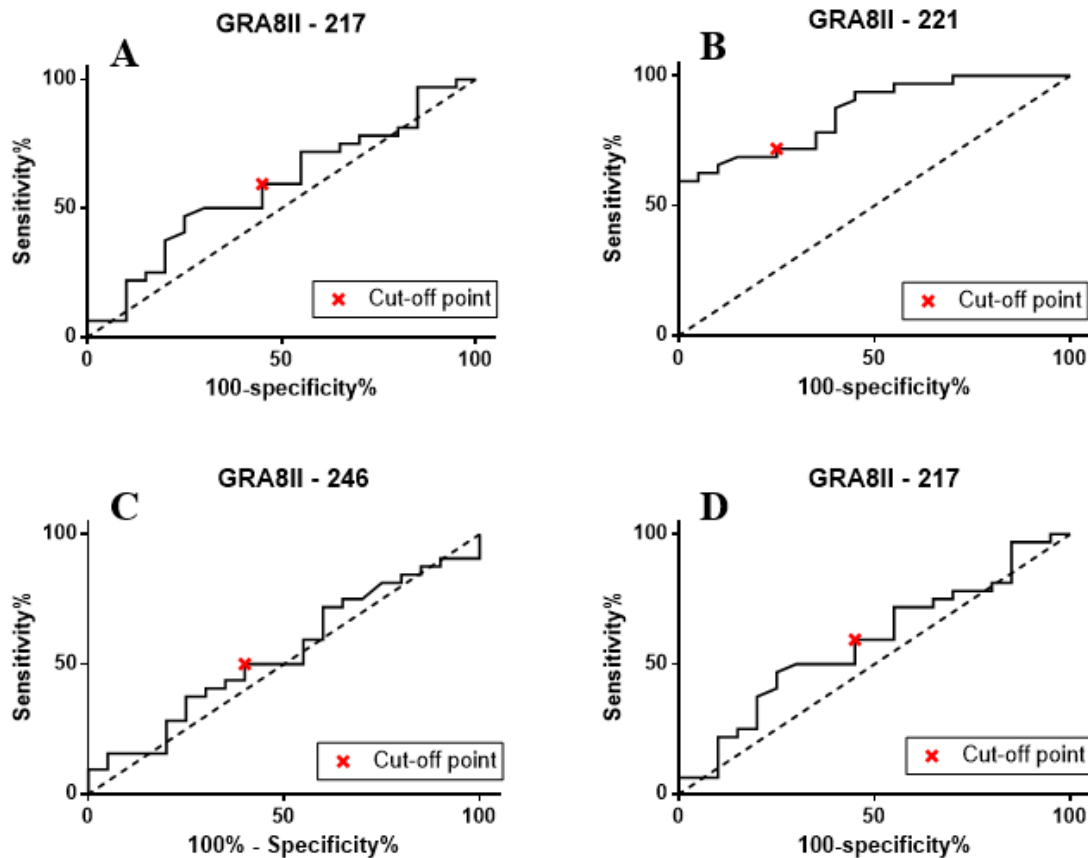 GRA8II - 217
A
100
50
0
Sensitivity%
Cut-off point
0
50
100
100-specificity%
GRA8II - 221
B
100
50
0
Sensitivity%
Cut-off point
0
50
100
100-specificity%
GRA8II - 246
C
100
50
0
Sensitivity%
Cut-off point
0
50
100
100% - Specificity%
GRA8II - 217
D
100
50
0
Sensitivity%
Cut-off point
0
50
100
100-specificity%